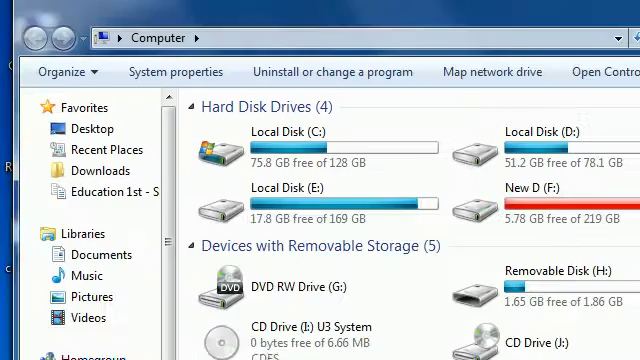 Computer
Organize
System properties
Uninstall or change a program
Map network drive
Open Contro
Favorites
Desktop
Recent Places
Downloads
Education 1st - S
Libraries
Documents
Music
Pictures
Videos
Homegroup
Hard Disk Drives (4)
Local Disk (C:)
75.8 GB free of 128 GB
Local Disk (D:)
51.2 GB free of 78.1 GB
Local Disk (E:)
17.8 GB free of 169 GB
New D (F:)
5.78 GB free of 219 GB
Devices with Removable Storage (5)
DVD
DVD RW Drive (G:)
Removable Disk (H:)
1.65 GB free of 1.86 GB
CD Drive (I:) U3 System
0 bytes free of 6.66 MB
CDFS
CD Drive (J:)